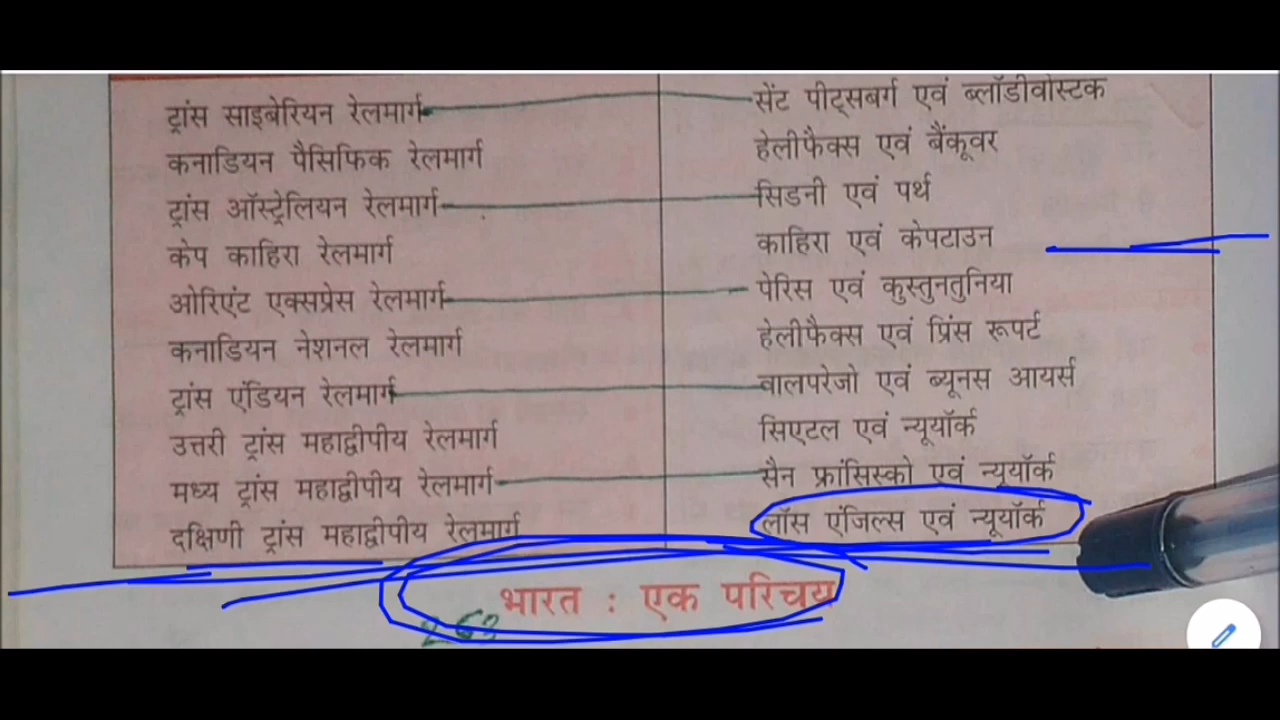 ट्रांस साइबेरियन रेलमार्ग सेंट पीट्सबर्ग एवं ब्लॉडीवोस्टक
कनाडियन पैसिफिक रेलमार्ग हेलीफैक्स एवं बैंकूवर
ट्रांस ऑस्ट्रेलियन रेलमार्ग सिडनी एवं पर्थ
केप काहिरा रेलमार्ग काहिरा एवं केपटाउन
ओरिएंट एक्सप्रेस रेलमार्ग पेरिस एवं कुस्तुनतुनिया
कनाडियन नेशनल रेलमार्ग हेलीफैक्स एवं प्रिंस रूपर्ट
ट्रांस एंडियन रेलमार्ग वालपरेजो एवं ब्यूनस आयर्स
उत्तरी ट्रांस महाद्वीपीय रेलमार्ग सिएटल एवं न्यूयॉर्क
मध्य ट्रांस महाद्वीपीय रेलमार्ग सैन फ्रांसिस्को एवं न्यूयॉर्क
दक्षिणी ट्रांस महाद्वीपीय रेलमार्ग लॉस एंजिल्स एवं न्यूयॉर्क
भारत : एक परिचय
263